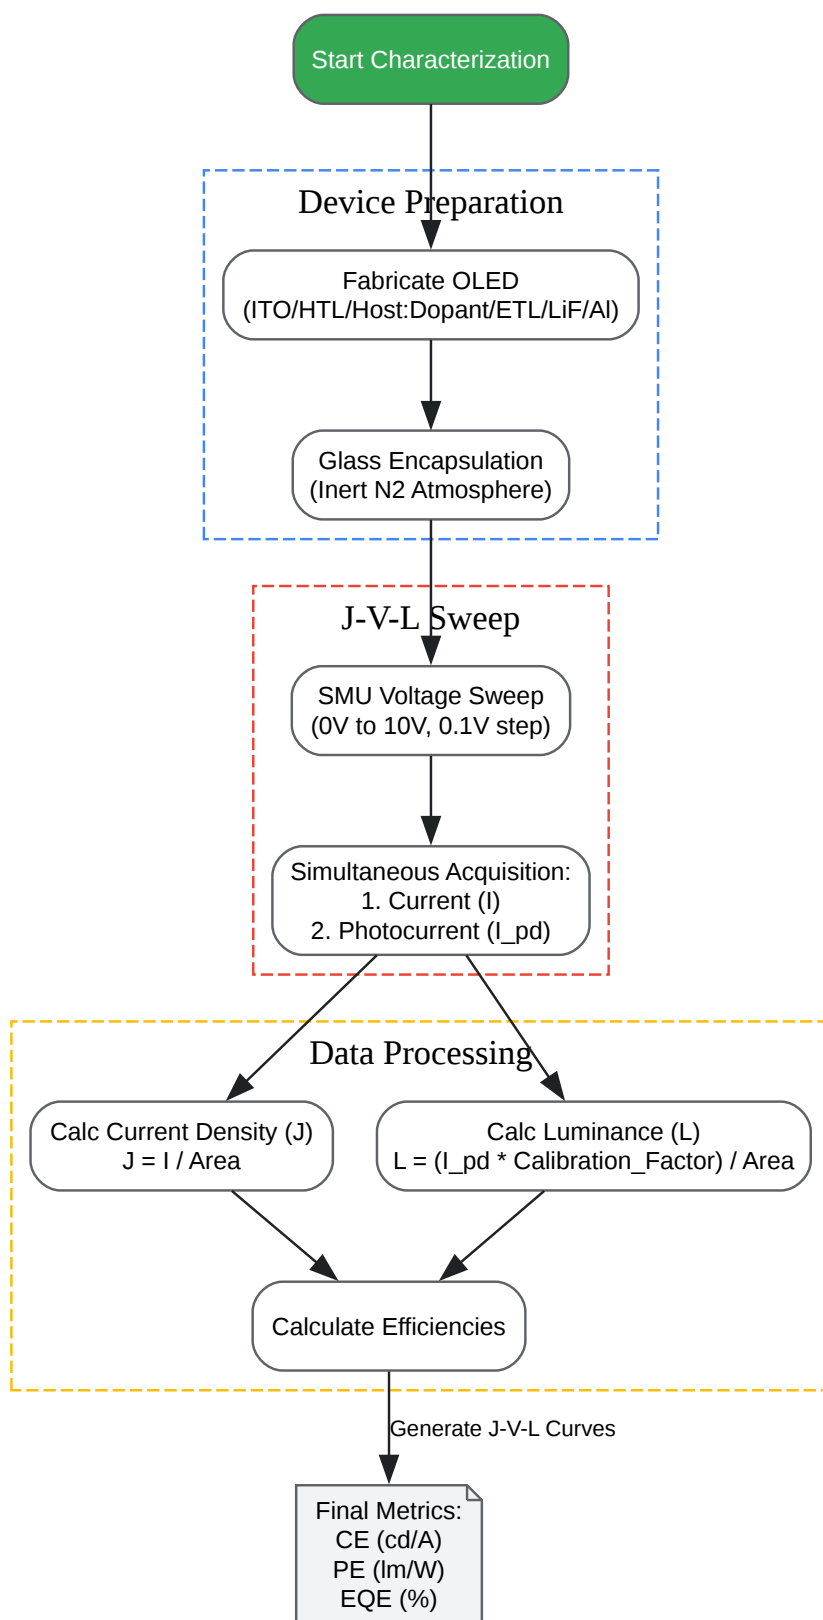 Start Characterization
Device Preparation
Fabricate OLED
(ITO/HTL/Host:Dopant/ETL/LiF/Al)
Glass Encapsulation
(Inert N2 Atmosphere)
J-V-L Sweep
SMU Voltage Sweep
(0V to 10V, 0.1V step)
Simultaneous Acquisition:
1. Current (I)
2. Photocurrent (I_pd)
Data Processing
Calc Current Density (J)
J = I / Area
Calc Luminance (L)
L = (I_pd * Calibration_Factor) / Area
Calculate Efficiencies
Generate J-V-L Curves
Final Metrics:
CE (cd/A)
PE (lm/W)
EQE (%)